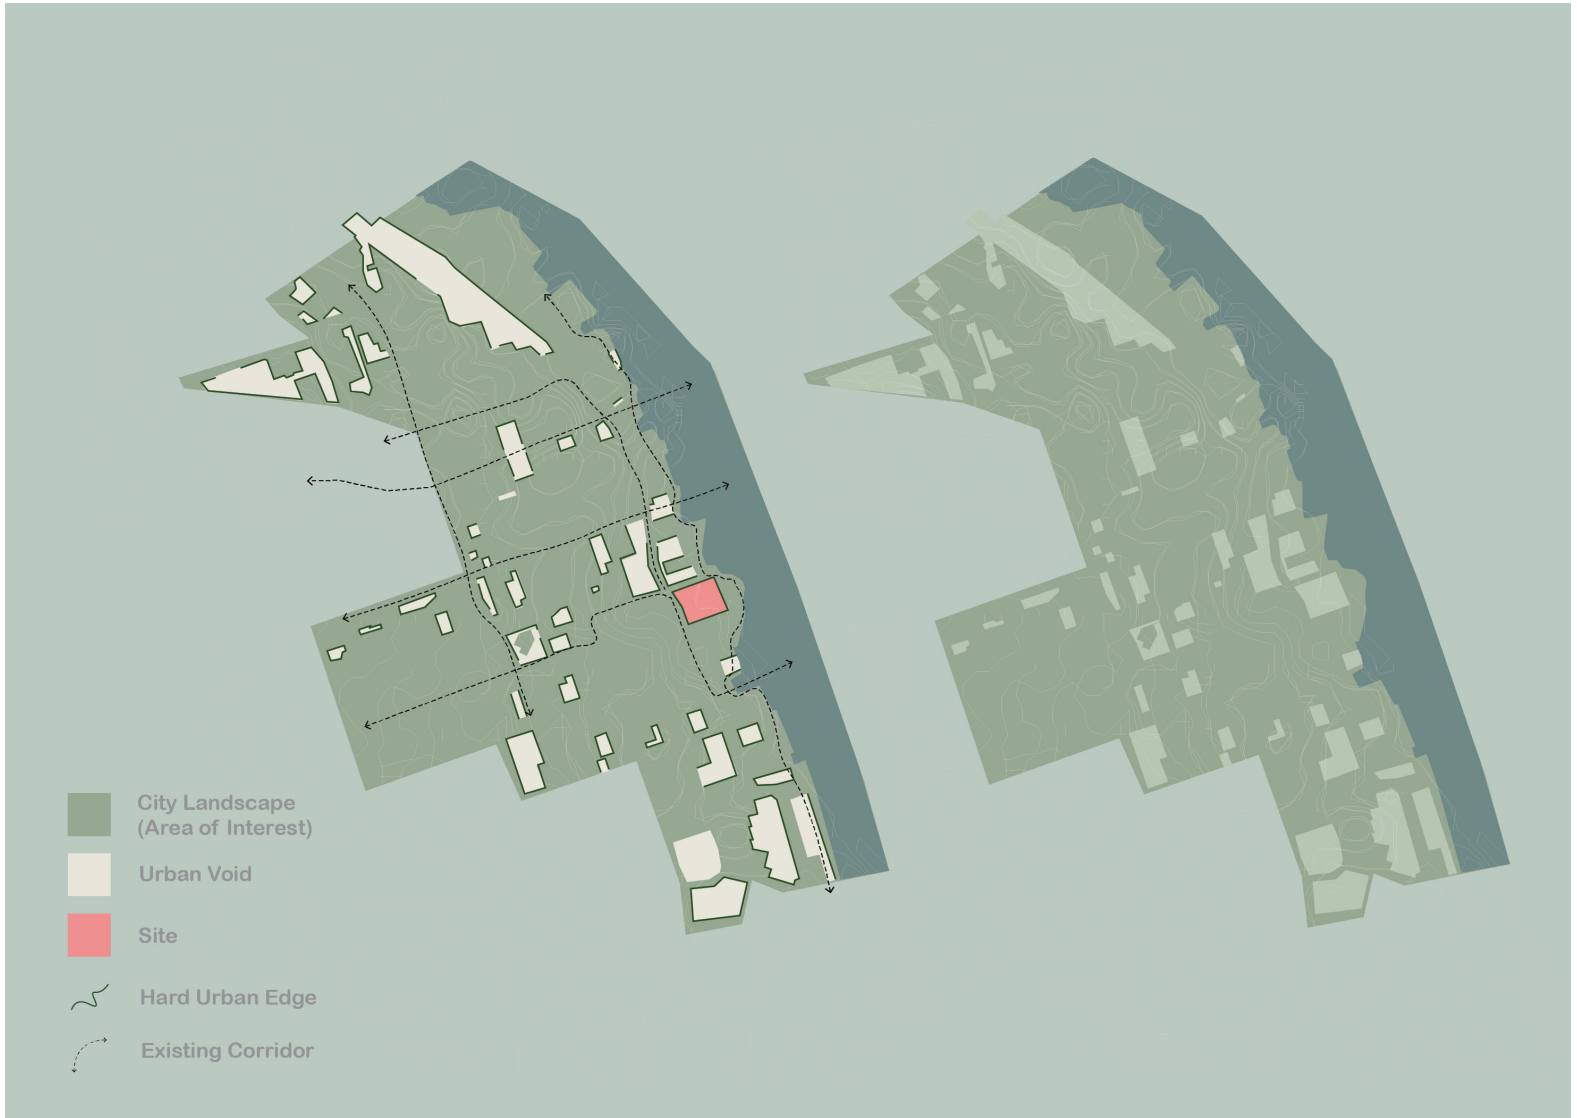 City Landscape
(Area of Interest)
Urban Void
Site
Hard Urban Edge
Existing Corridor